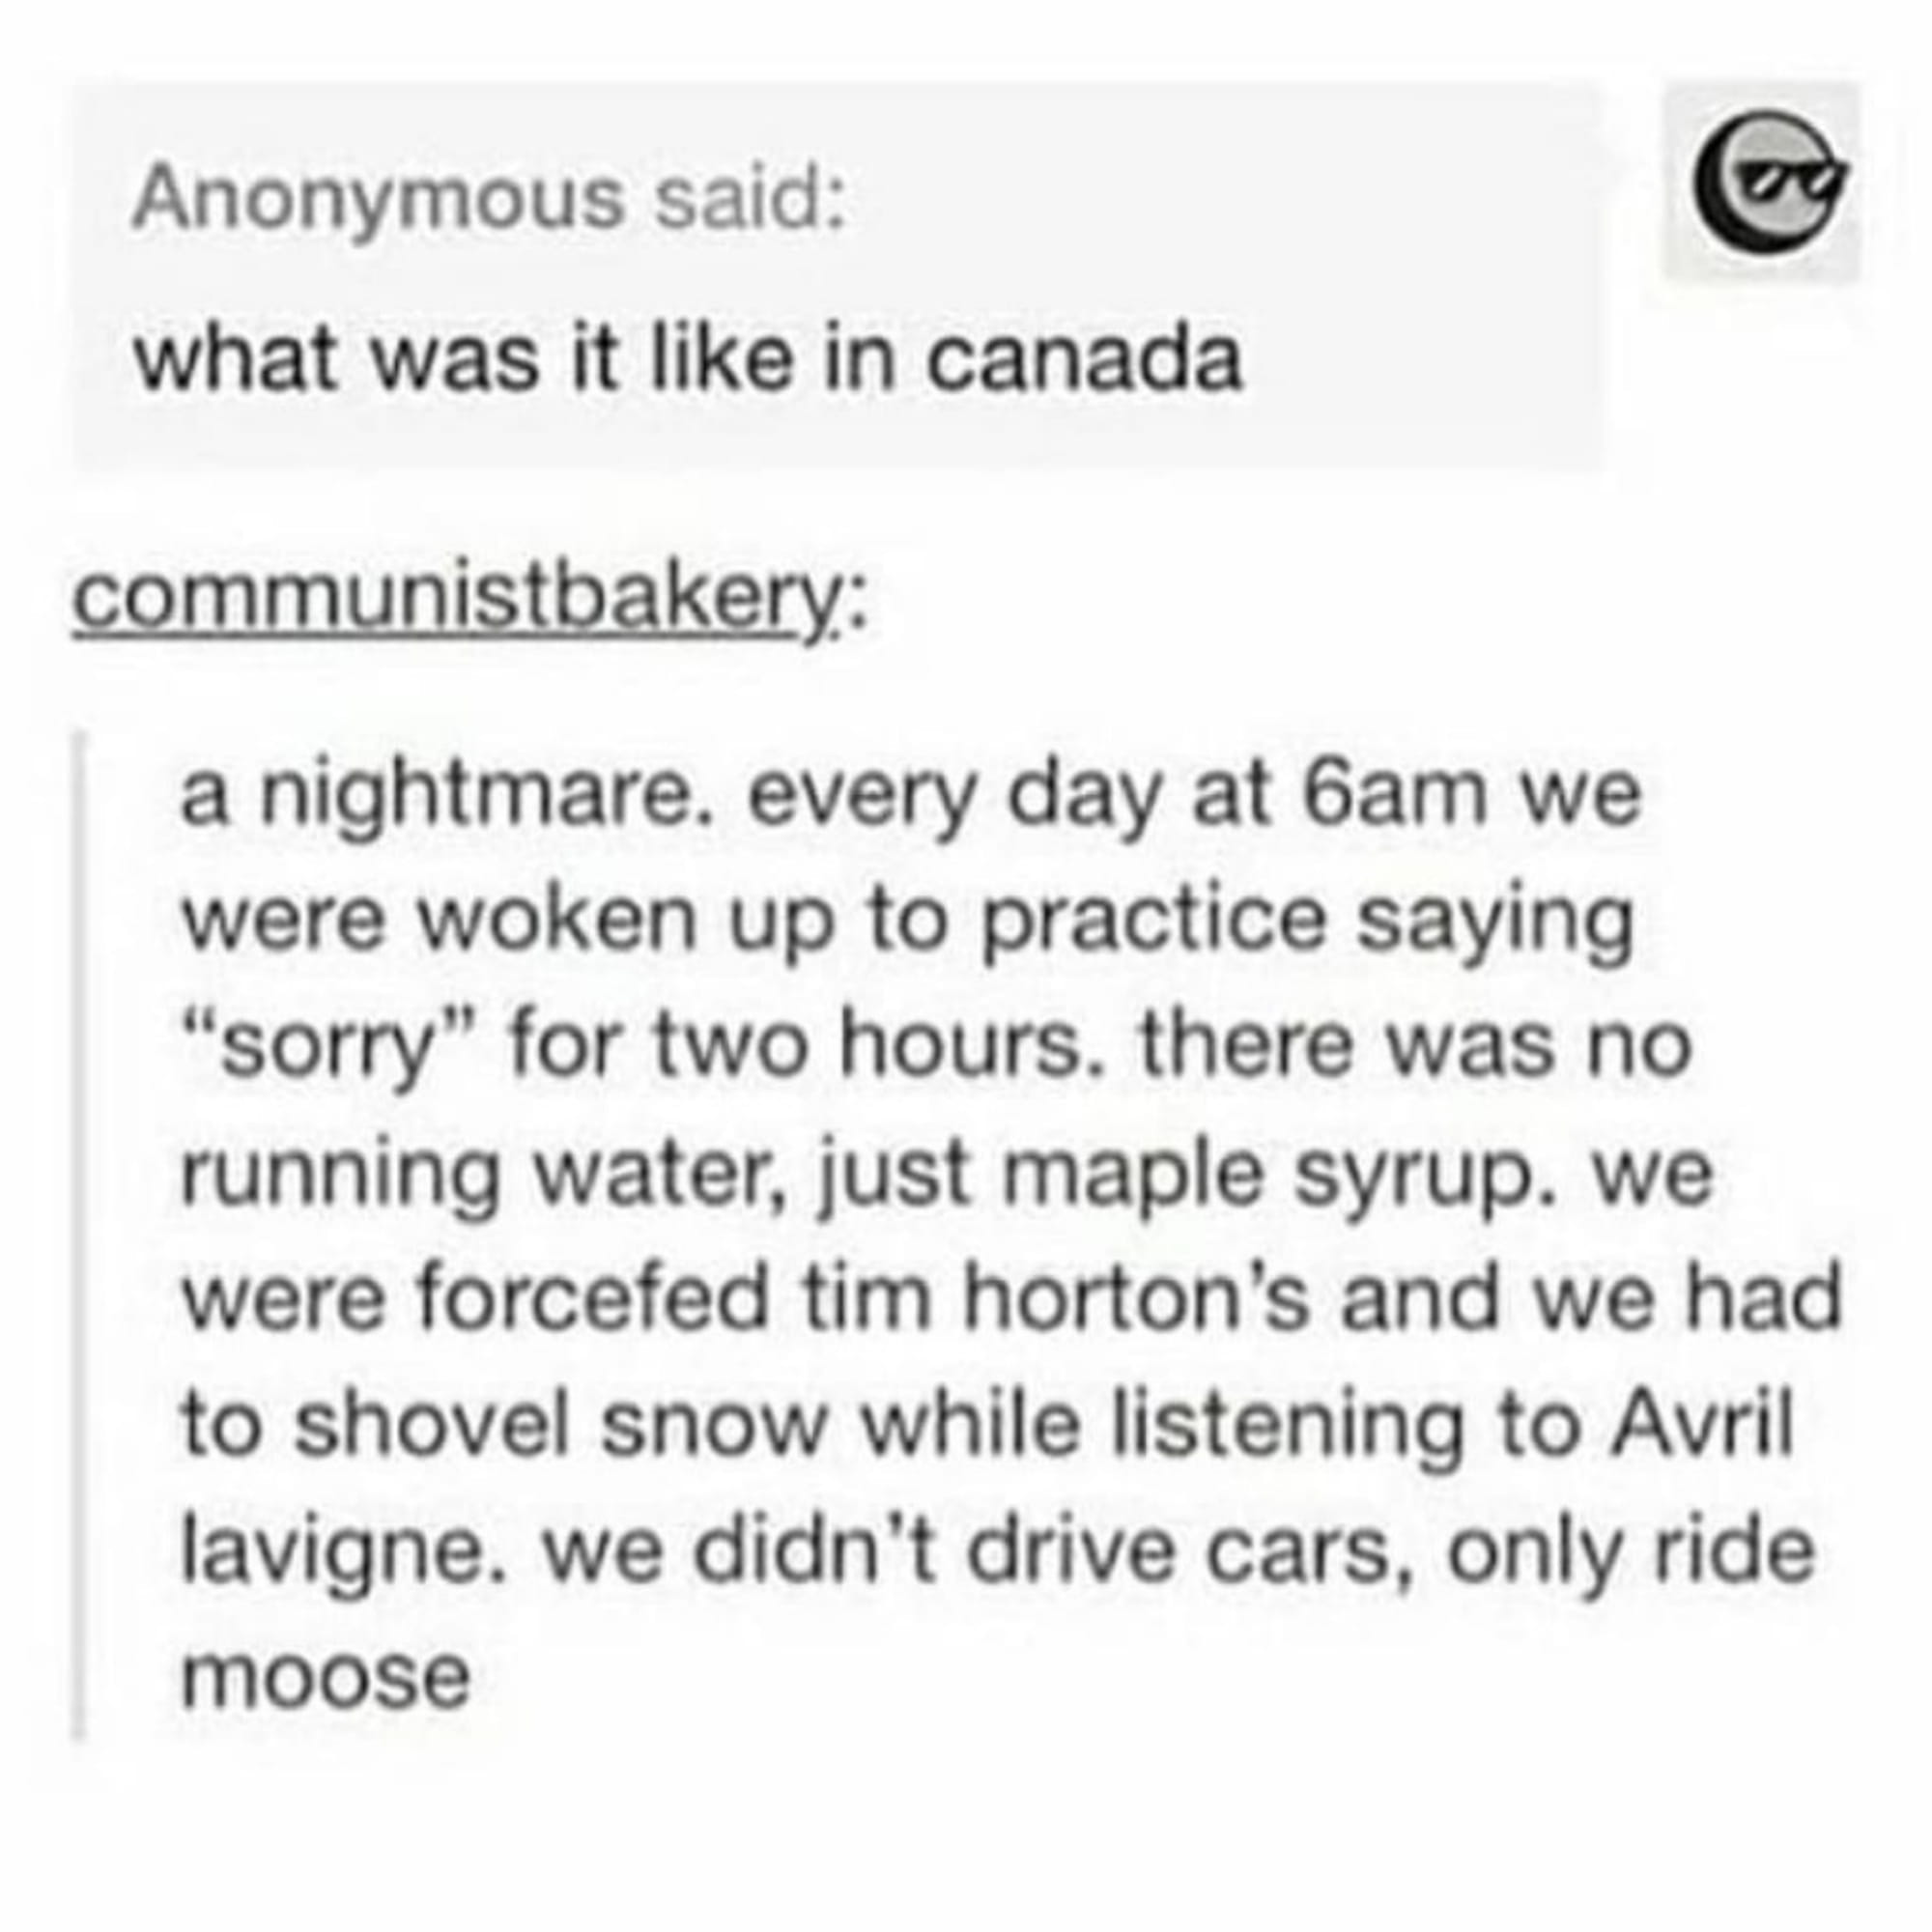 Anonymous said:
what was it like in canada
communistbakery:
a nightmare. every day at 6am we
were woken up to practice saying
“sorry” for two hours. there was no
running water, just maple syrup. we
were forcefed tim horton’s and we had
to shovel snow while listening to Avril
lavigne. we didn't drive cars, only ride
moose